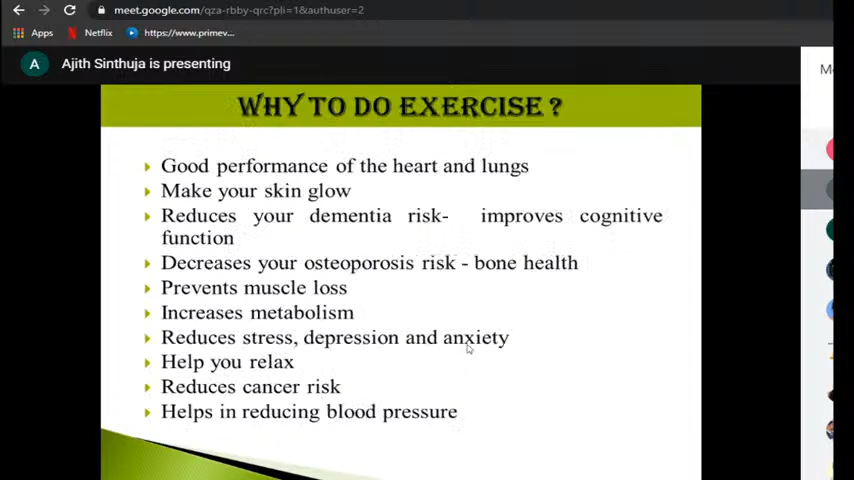 meet.google.com/qza-rbby-qrc?pli=1&authuser=2
Apps Netflix https://www.primev...
A Ajith Sinthuja is presenting
WHY TO DO EXERCISE ?
Good performance of the heart and lungs
Make your skin glow
Reduces your dementia risk- improves cognitive
function
Decreases your osteoporosis risk - bone health
Prevents muscle loss
Increases metabolism
Reduces stress, depression and anxiety
Help you relax
Reduces cancer risk
Helps in reducing blood pressure